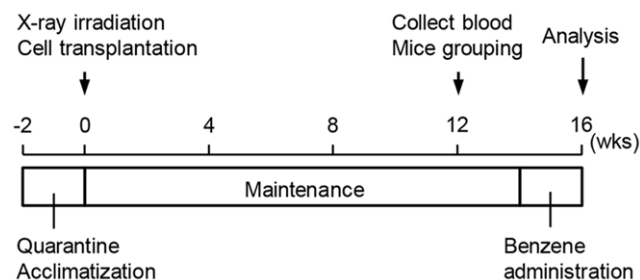 X-ray irradiation
Cell transplantation
Collect blood
Mice grouping
Analysis
-2 0 4 8 12 16 (wks)
Maintenance
Quarantine
Acclimatization
Benzene
administration